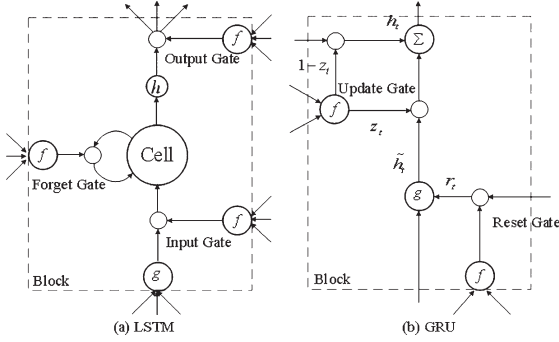 f
Output Gate
h
f
Cell
Forget Gate
f
Input Gate
g
Block
(a) LSTM
h_t
Σ
1−z_t
Update Gate
f
z_t
h̃_t
r_t
g
Reset Gate
Block
f
(b) GRU